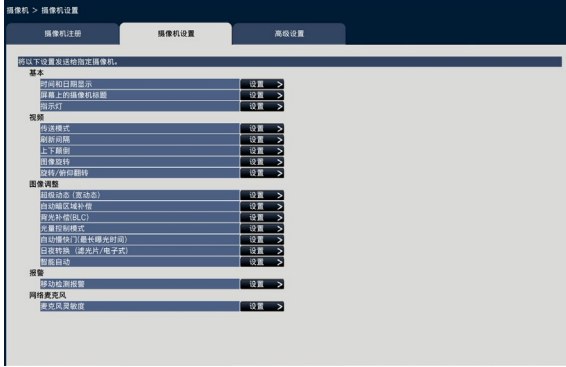 摄像机 > 摄像机设置
摄像机注册 摄像机设置 高级设置
将以下设置发送给指定摄像机。
基本
时间和日期显示 设置 >
屏幕上的摄像机标题 设置 >
指示灯 设置 >
视频
传送模式 设置 >
刷新间隔 设置 >
上下颠倒 设置 >
图像旋转 设置 >
旋转/俯仰翻转 设置 >
图像调整
超级动态 (宽动态) 设置 >
自动暗区域补偿 设置 >
背光补偿(BLC) 设置 >
光量控制模式 设置 >
自动慢快门(最长曝光时间) 设置 >
日夜转换 (滤光片/电子式) 设置 >
智能自动 设置 >
报警
移动检测报警 设置 >
网络麦克风
麦克风灵敏度 设置 >